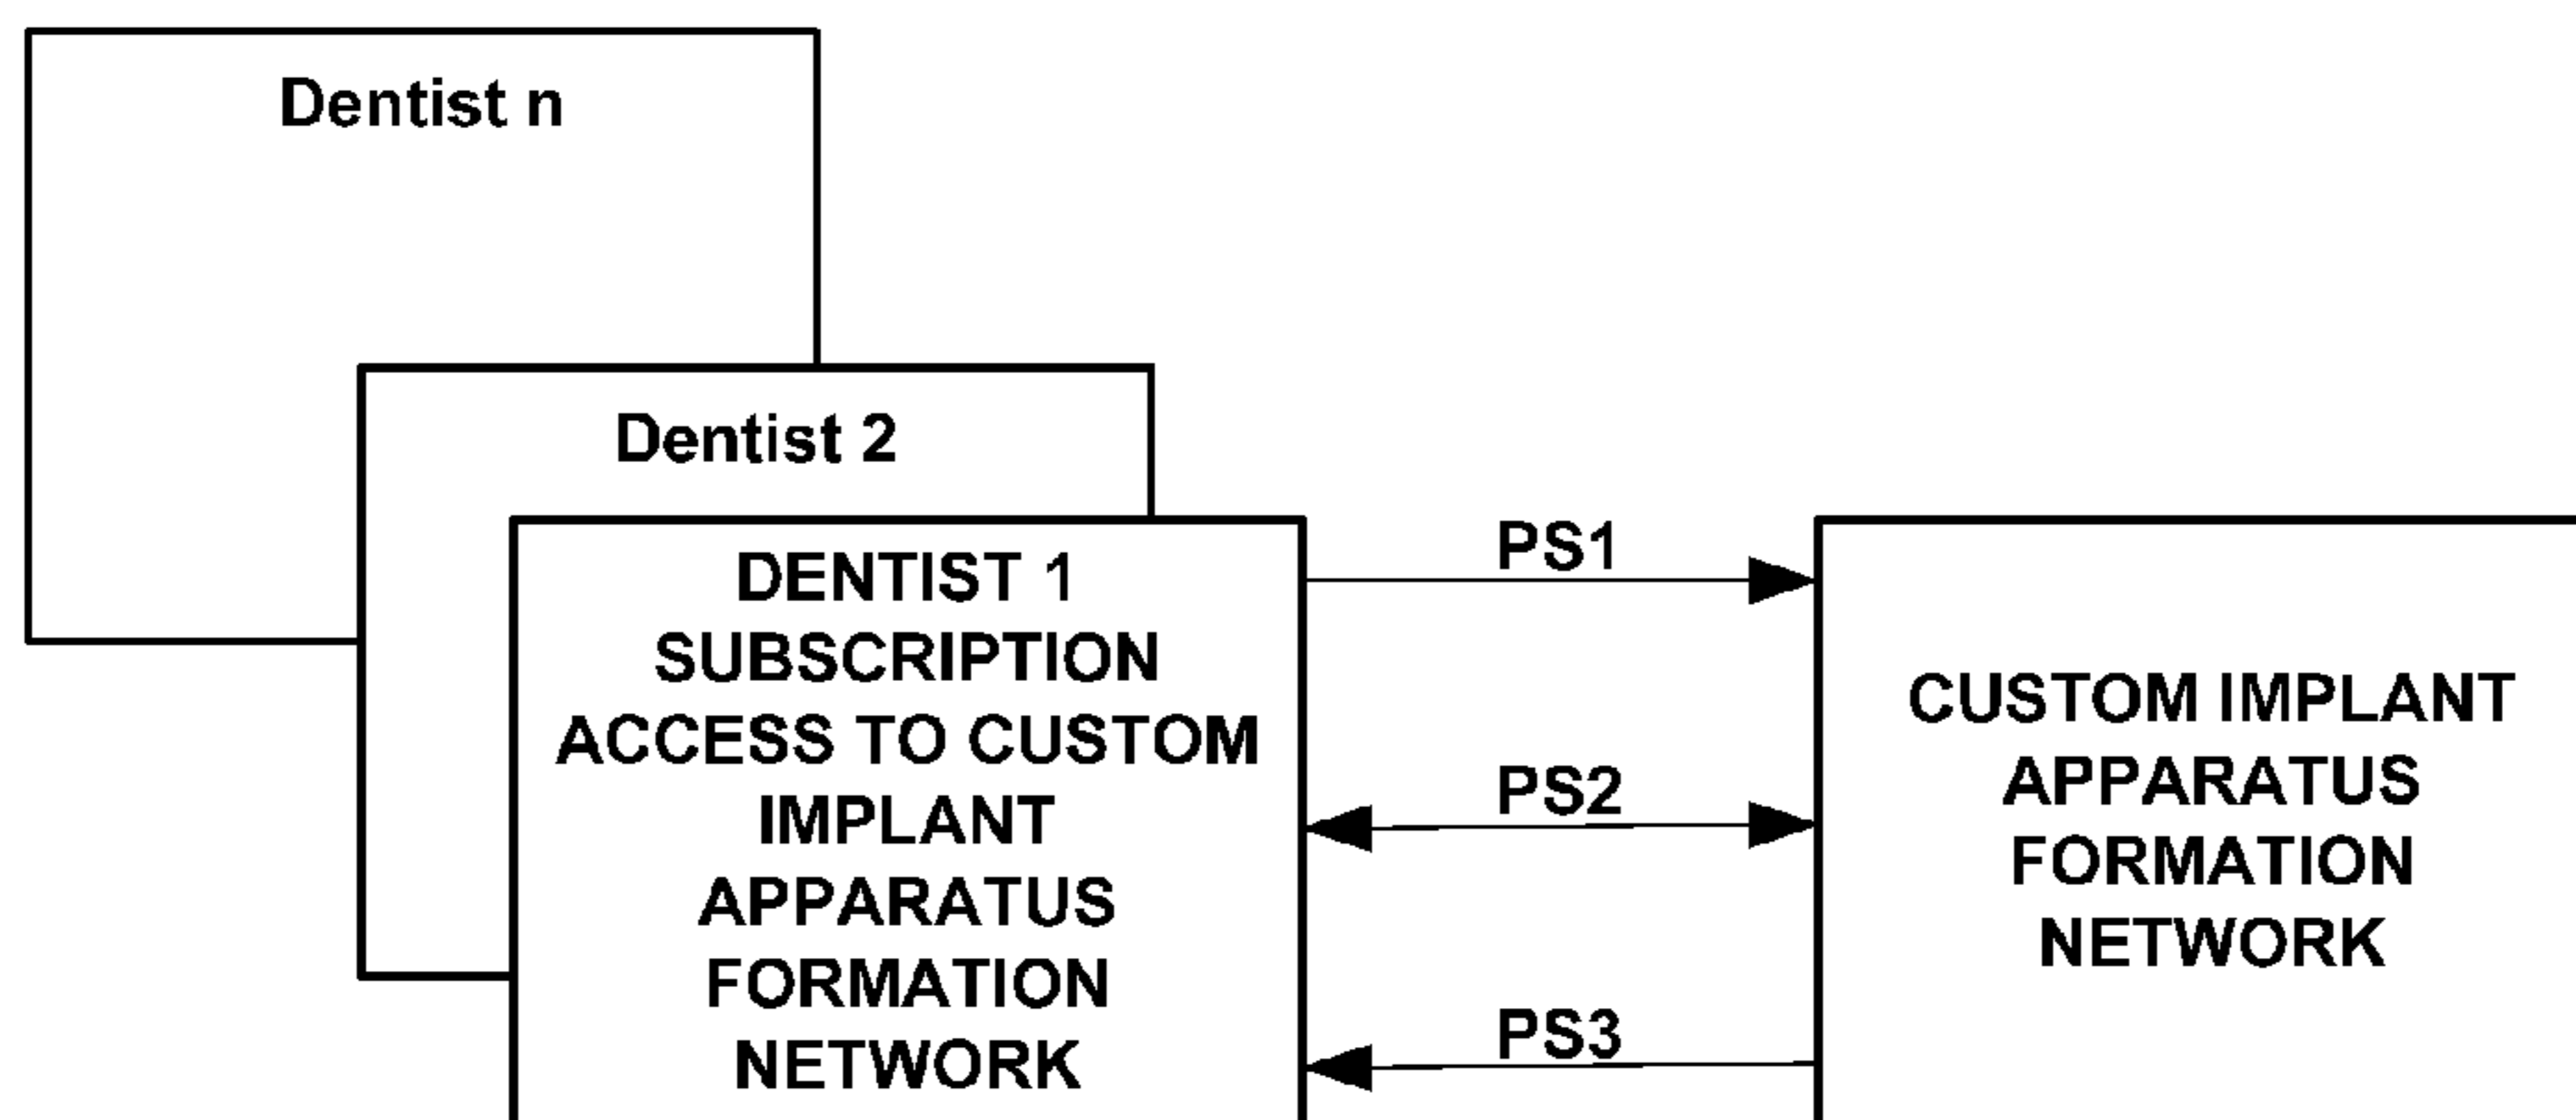 Dentist n
Dentist 2
DENTIST 1
SUBSCRIPTION
ACCESS TO CUSTOM
IMPLANT
APPARATUS
FORMATION
NETWORK
PS1
PS2
PS3
CUSTOM IMPLANT
APPARATUS
FORMATION
NETWORK